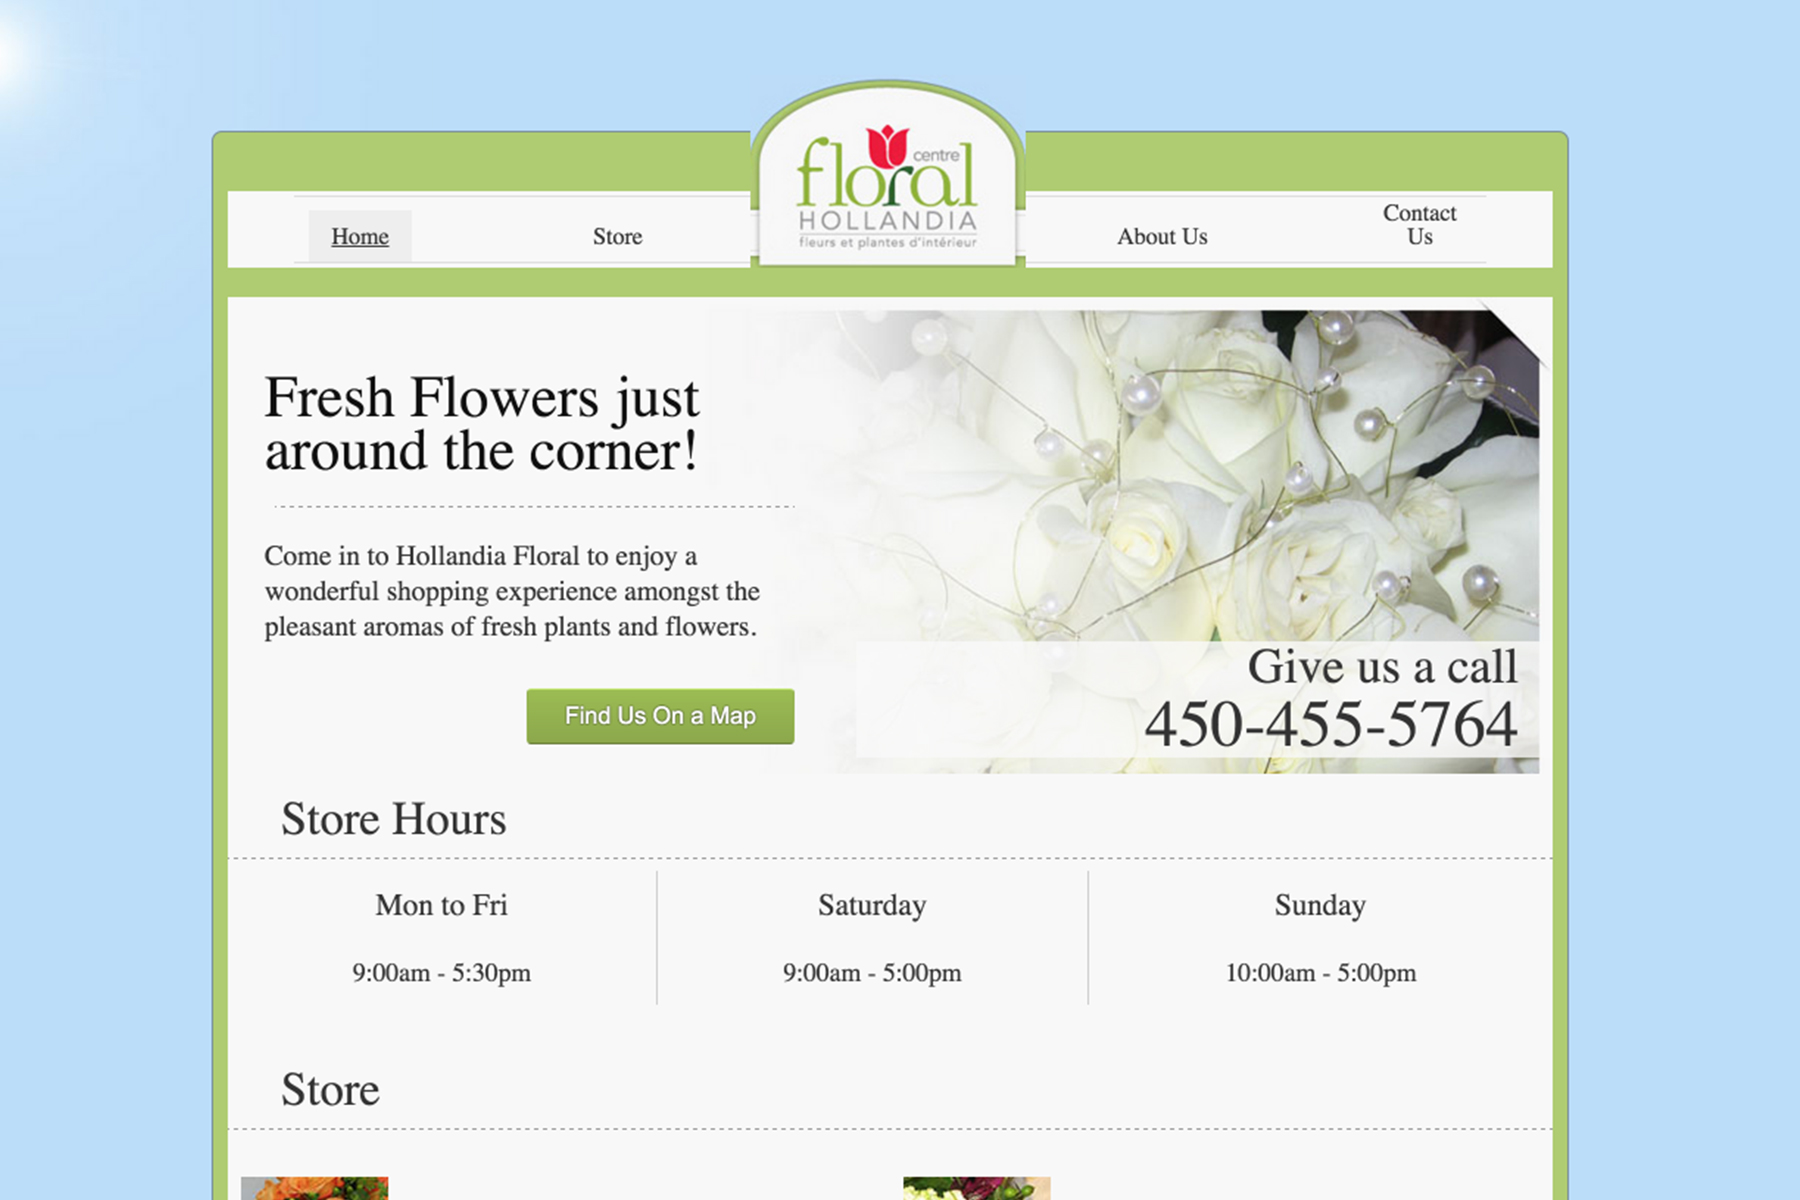 centre
floral
HOLLANDIA
fleurs et plantes d'intérieur
Home
Store
About Us
Contact
Us
Fresh Flowers just
around the corner!
Come in to Hollandia Floral to enjoy a
wonderful shopping experience amongst the
pleasant aromas of fresh plants and flowers.
Find Us On a Map
Give us a call
450-455-5764
Store Hours
Mon to Fri
9:00am - 5:30pm
Saturday
9:00am - 5:00pm
Sunday
10:00am - 5:00pm
Store